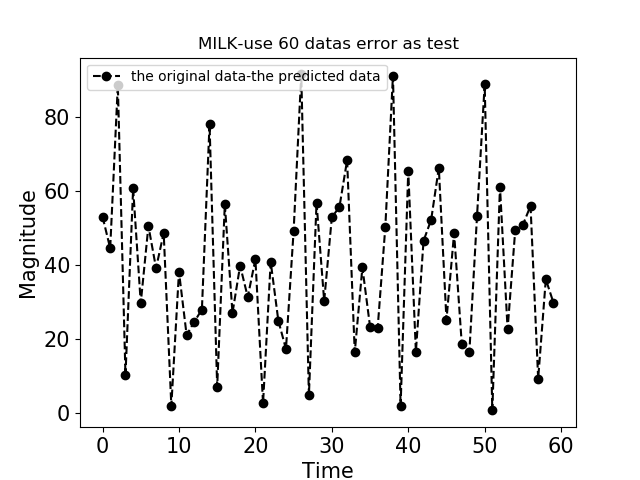 MILK-use 60 datas error as test
the original data-the predicted data
80
60
40
20
0
Magnitude
0 10 20 30 40 50 60
Time